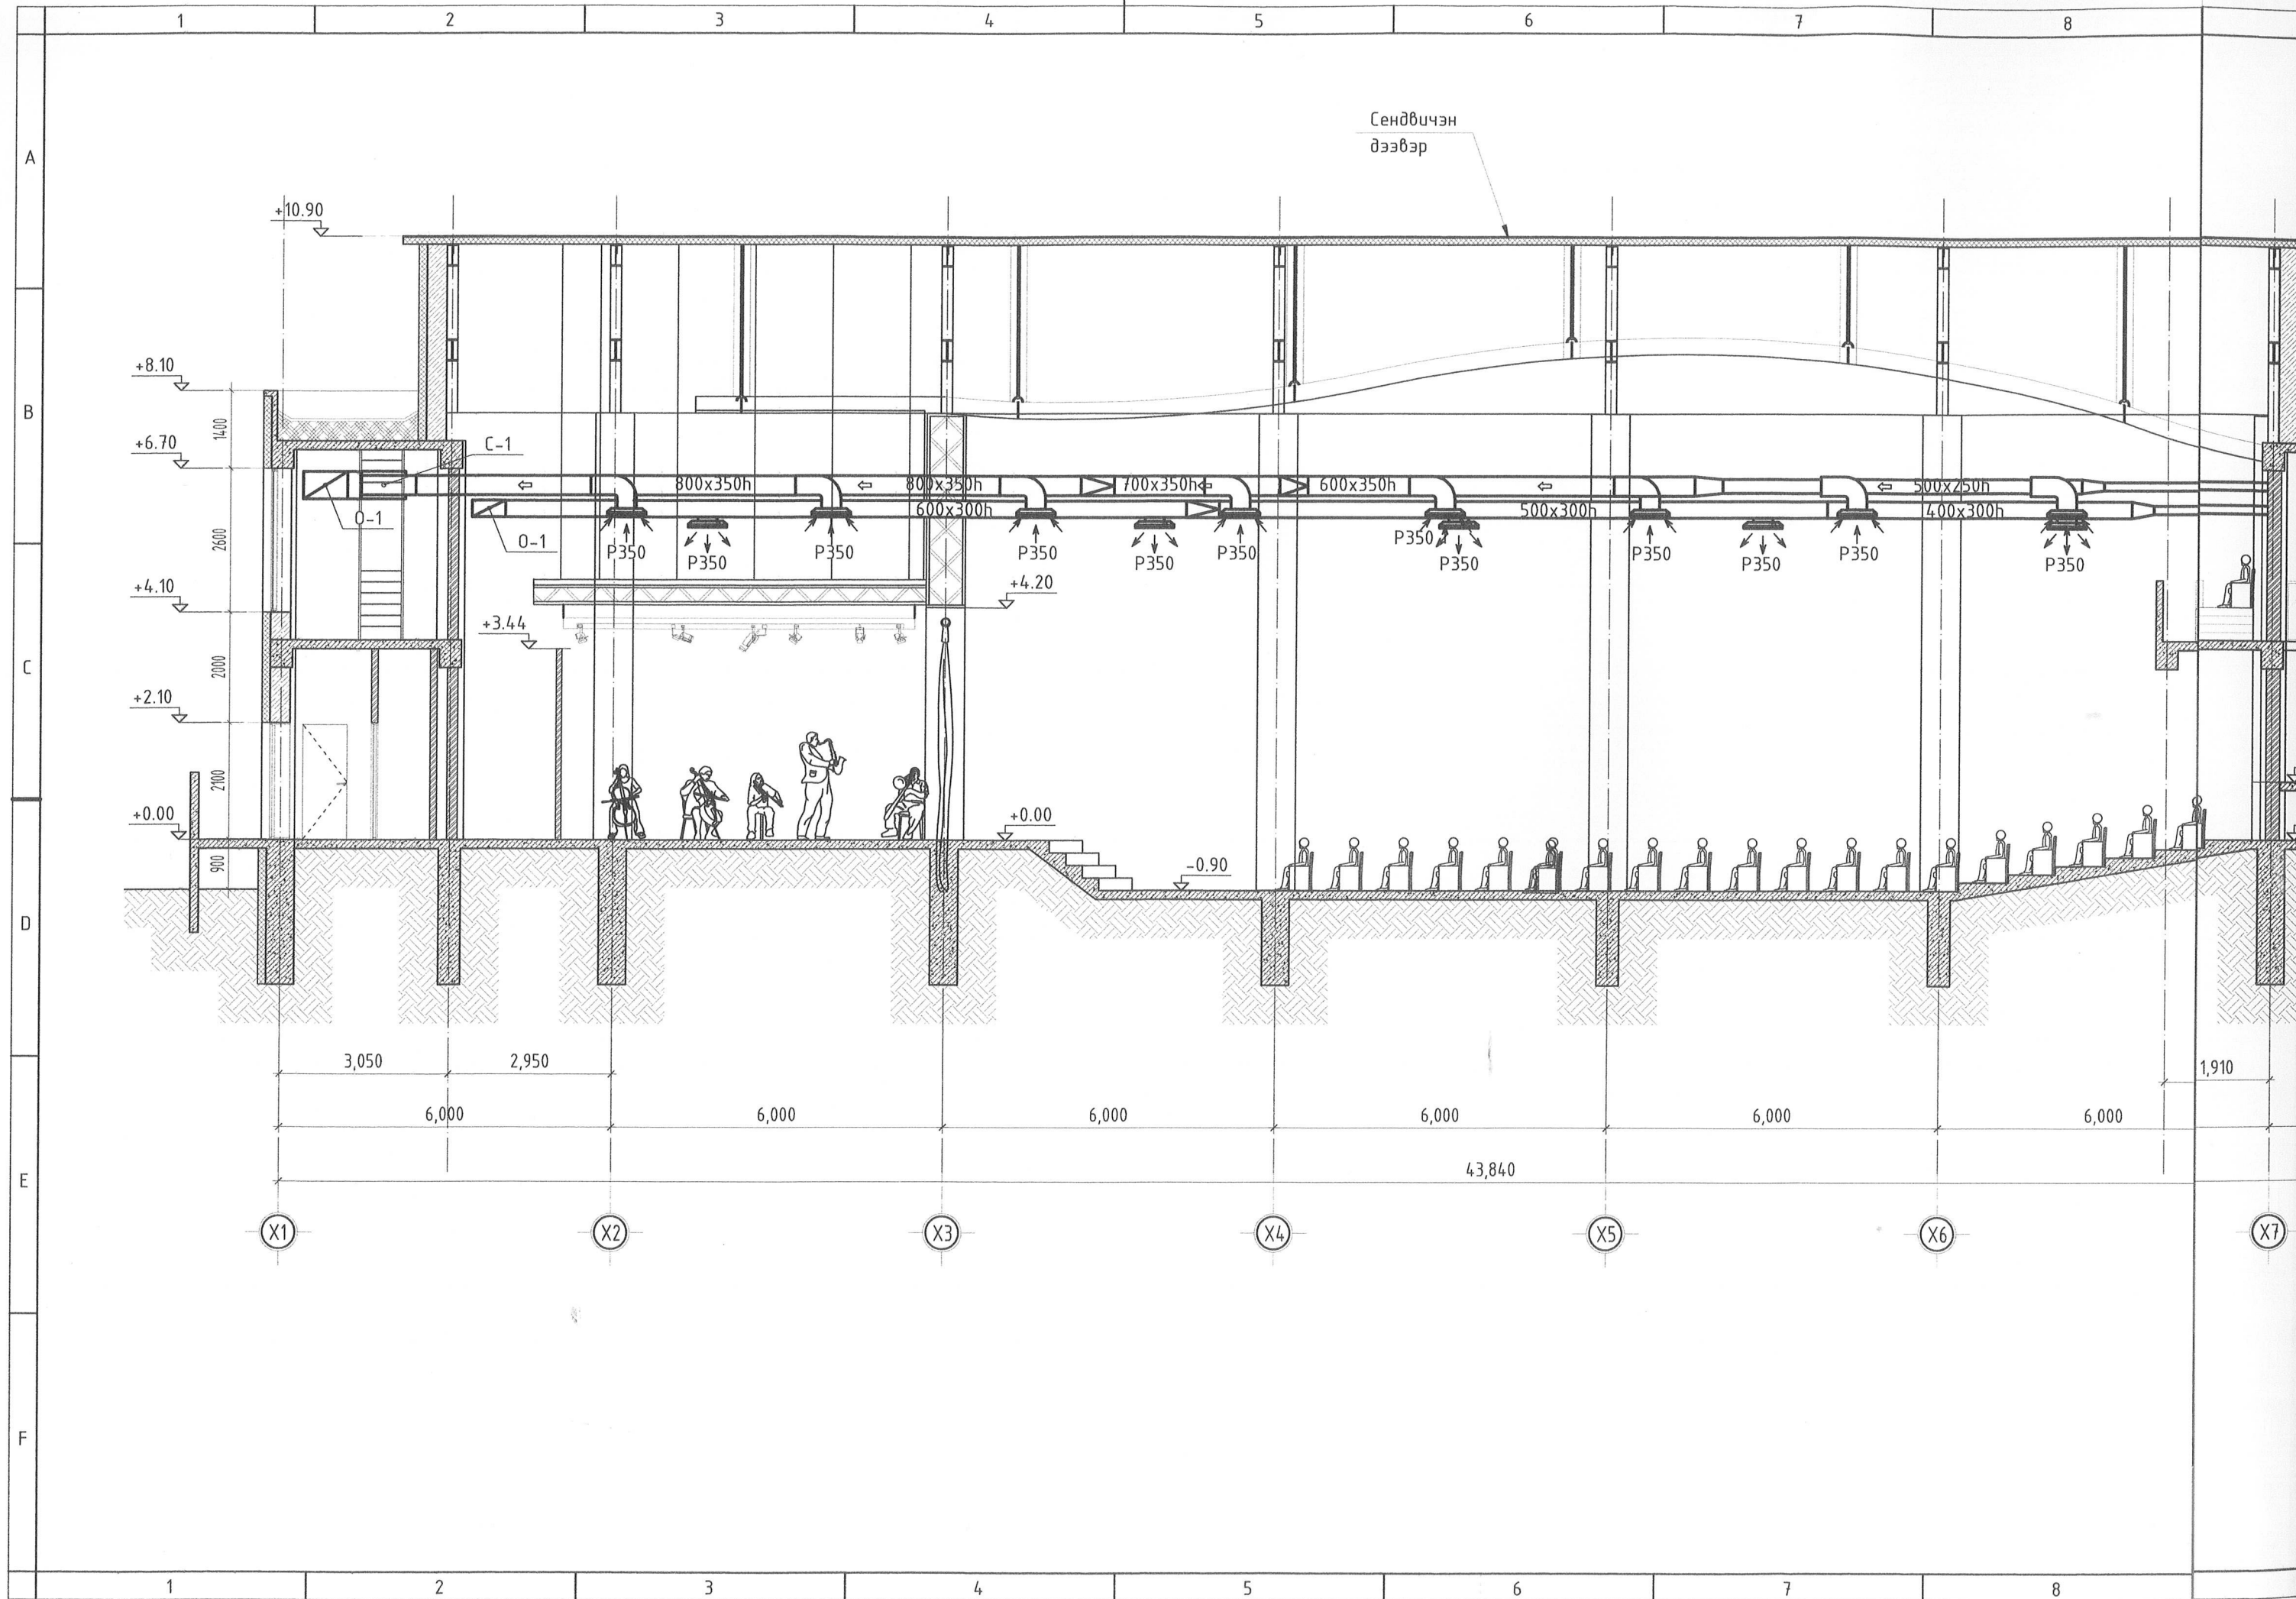 1 2 3 4 5 6 7 8
A
Сендвичэн
дээвэр
+10.90
B
+8.10
1400
+6.70
C-1
800x350h 800x350h 700x350h 600x350h 500x250h
600x300h 500x300h 400x300h
O-1
O-1
2600
P350 P350 P350 P350 P350 P350 P350 P350 P350 P350 P350 P350
+4.10
+4.20
+3.44
C
2000
+2.10
2100
+0.00
+0.00
900
-0.90
D
3,050 2,950 1,910
6,000 6,000 6,000 6,000 6,000 6,000
43,840
E
X1 X2 X3 X4 X5 X6 X7
F
1 2 3 4 5 6 7 8